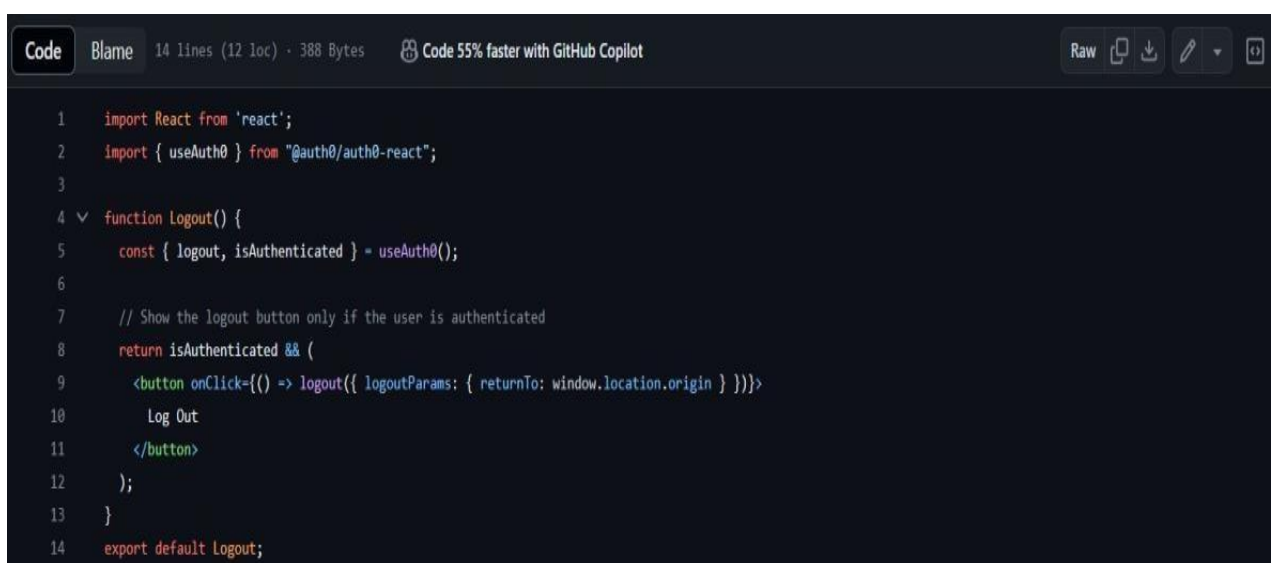 Code Blame 14 lines (12 loc) · 388 Bytes Code 55% faster with GitHub Copilot Raw
1 import React from 'react';
2 import { useAuth0 } from "@auth0/auth0-react";
3
4 function Logout() {
5 const { logout, isAuthenticated } = useAuth0();
6
7 // Show the logout button only if the user is authenticated
8 return isAuthenticated && (
9 <button onClick={() => logout({ logoutParams: { returnTo: window.location.origin } })}>
10 Log Out
11 </button>
12 );
13 }
14 export default Logout;